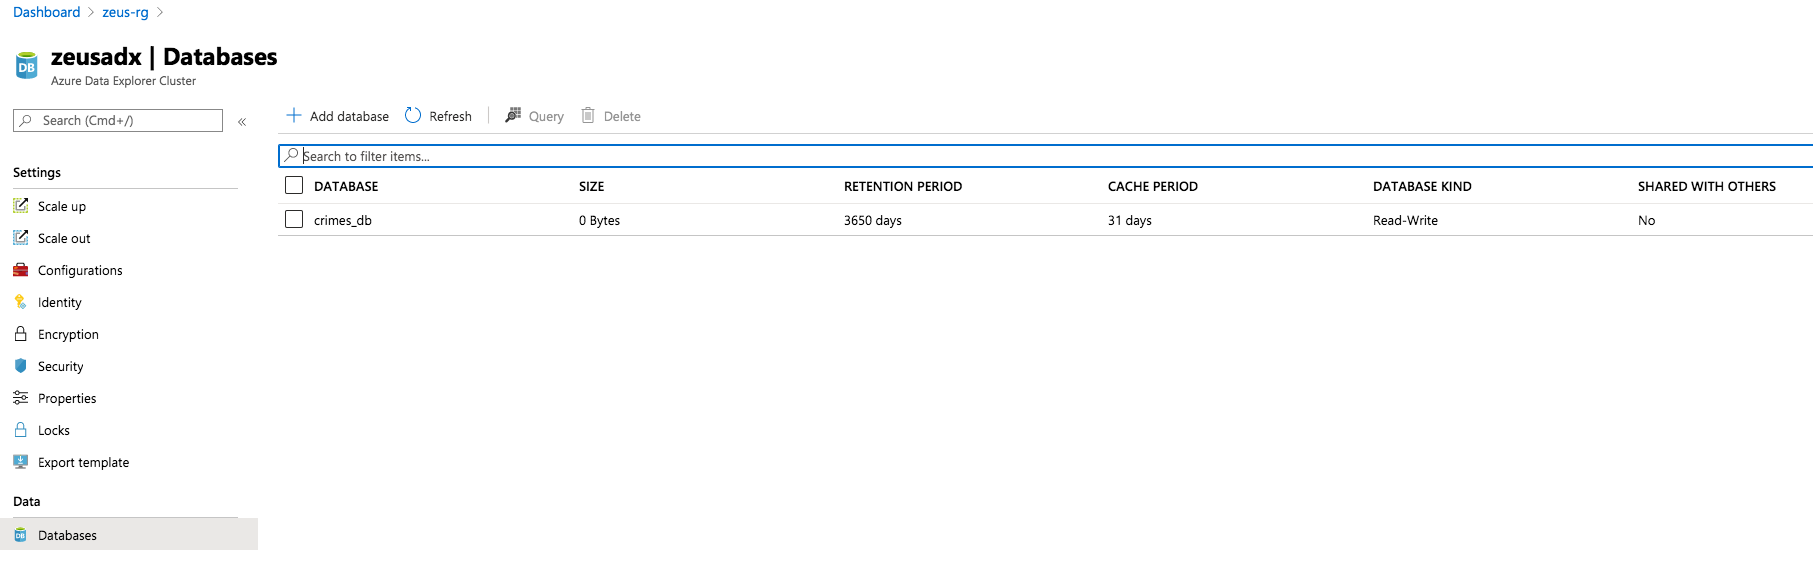 Dashboard > zeus-rg >
zeusadx | Databases
Azure Data Explorer Cluster
Search (Cmd+/)
«
Settings
Scale up
Scale out
Configurations
Identity
Encryption
Security
Properties
Locks
Export template
Data
Databases
Add database Refresh Query Delete
Search to filter items...
DATABASE SIZE RETENTION PERIOD CACHE PERIOD DATABASE KIND SHARED WITH OTHERS
crimes_db 0 Bytes 3650 days 31 days Read-Write No